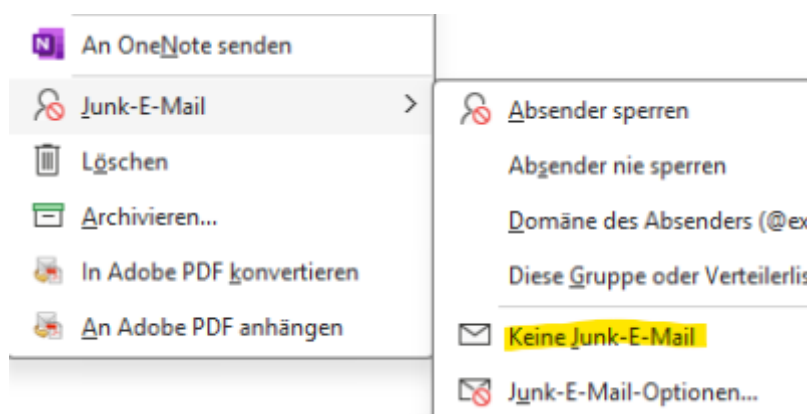 An OneNote senden
Junk-E-Mail
Löschen
Archivieren...
In Adobe PDF konvertieren
An Adobe PDF anhängen
Absender sperren
Absender nie sperren
Domäne des Absenders (@ex
Diese Gruppe oder Verteilerlis
Keine Junk-E-Mail
Junk-E-Mail-Optionen...